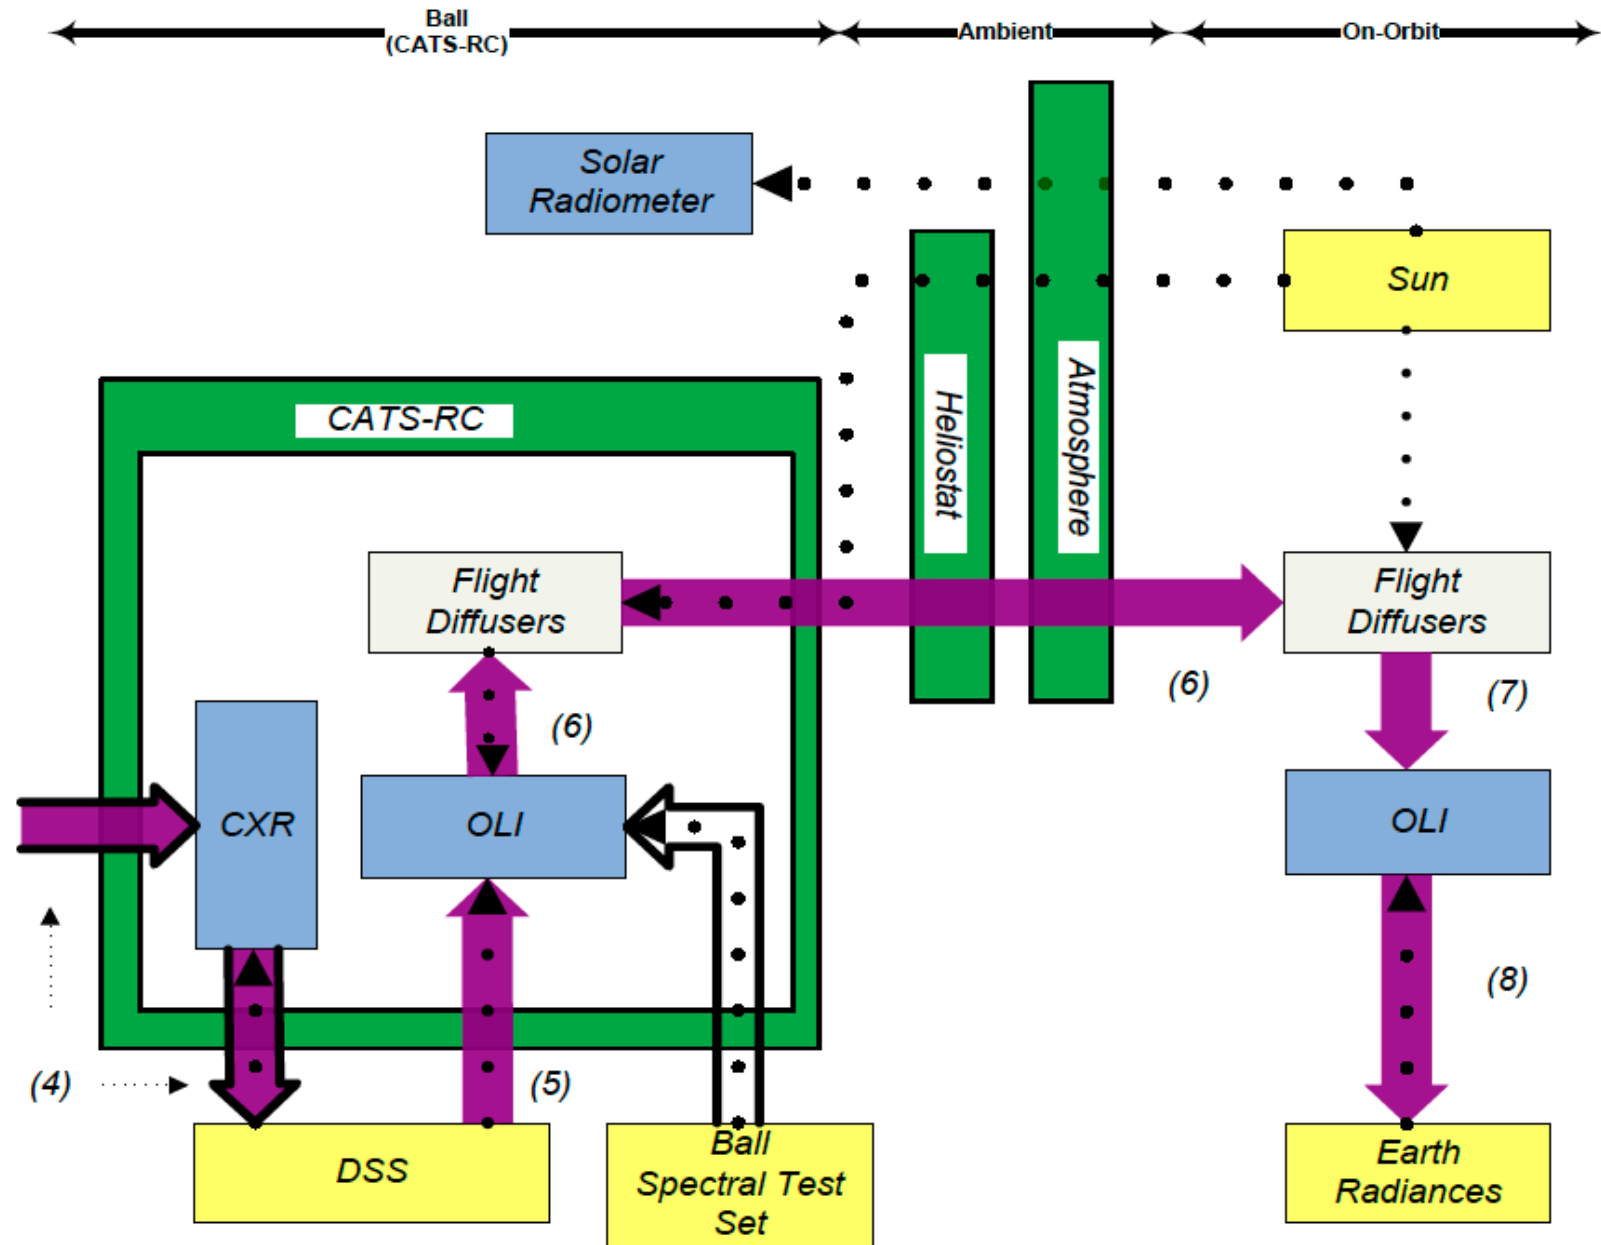 Ball
(CATS-RC)
Ambient
On-Orbit
Solar
Radiometer
Sun
CATS-RC
Heliostat
Atmosphere
Flight
Diffusers
Flight
Diffusers
(6)
(7)
(6)
CXR
OLI
OLI
(8)
(4)
(5)
DSS
Ball
Spectral Test
Set
Earth
Radiances